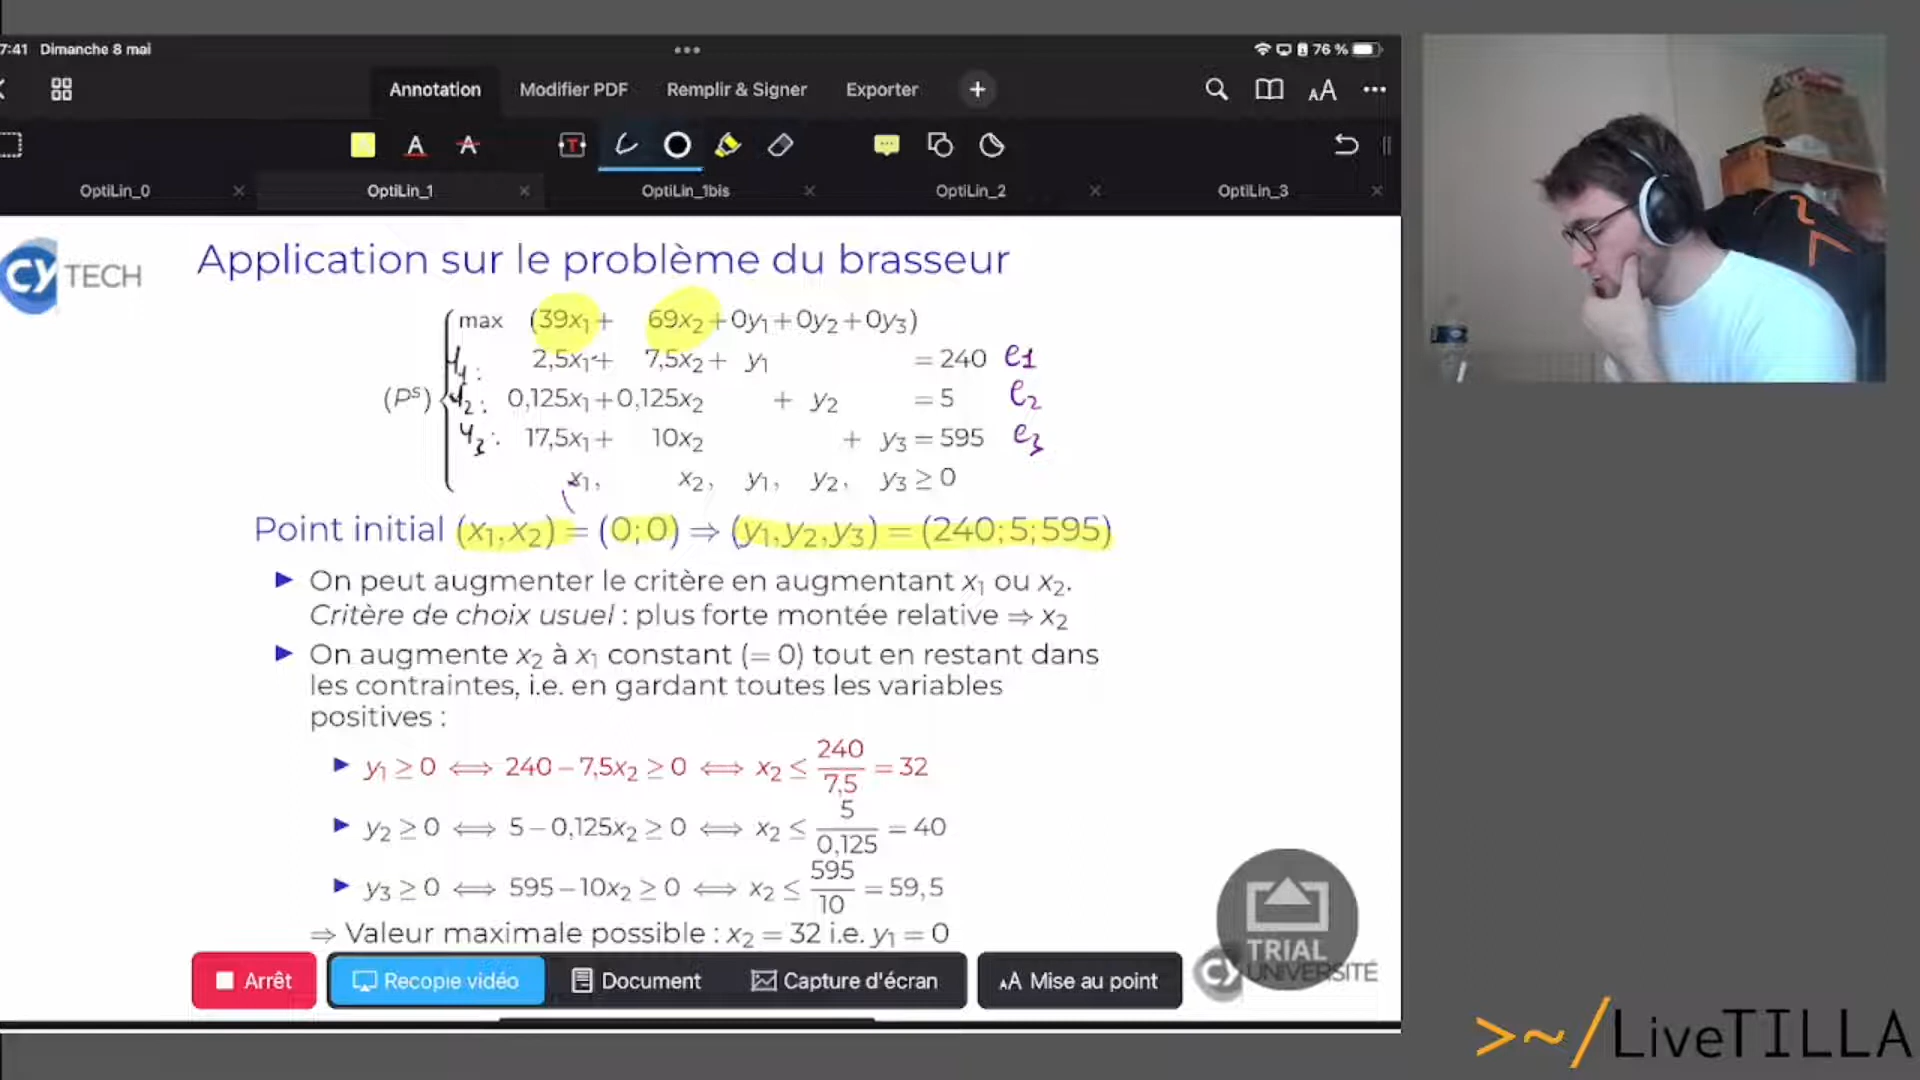 7:41 Dimanche 8 mai
76 %
Annotation Modifier PDF Remplir & Signer Exporter +
OptiLin_0 OptiLin_1 OptiLin_1bis OptiLin_2 OptiLin_3
CY TECH
Application sur le problème du brasseur
max (39x₁+ 69x₂+0y₁+0y₂+0y₃)
y₁: 2,5x₁+ 7,5x₂+ y₁ = 240 e1
(Pˢ) y₂: 0,125x₁+0,125x₂ + y₂ = 5 e₂
y₃: 17,5x₁+ 10x₂ + y₃ = 595 e₃
x₁, x₂, y₁, y₂, y₃ ≥ 0
Point initial (x₁,x₂) = (0;0) ⇒ (y₁,y₂,y₃) = (240;5;595)
► On peut augmenter le critère en augmentant x₁ ou x₂.
Critère de choix usuel : plus forte montée relative ⇒ x₂
► On augmente x₂ à x₁ constant (= 0) tout en restant dans
les contraintes, i.e. en gardant toutes les variables
positives :
► y₁ ≥ 0 ⟺ 240 – 7,5x₂ ≥ 0 ⟺ x₂ ≤ 240/7,5 = 32
► y₂ ≥ 0 ⟺ 5 – 0,125x₂ ≥ 0 ⟺ x₂ ≤ 5/0,125 = 40
► y₃ ≥ 0 ⟺ 595 – 10x₂ ≥ 0 ⟺ x₂ ≤ 595/10 = 59,5
⇒ Valeur maximale possible : x₂ = 32 i.e. y₁ = 0
TRIAL
CY UNIVERSITÉ
Arrêt Recopie vidéo Document Capture d'écran AA Mise au point
>~/LiveTILLA